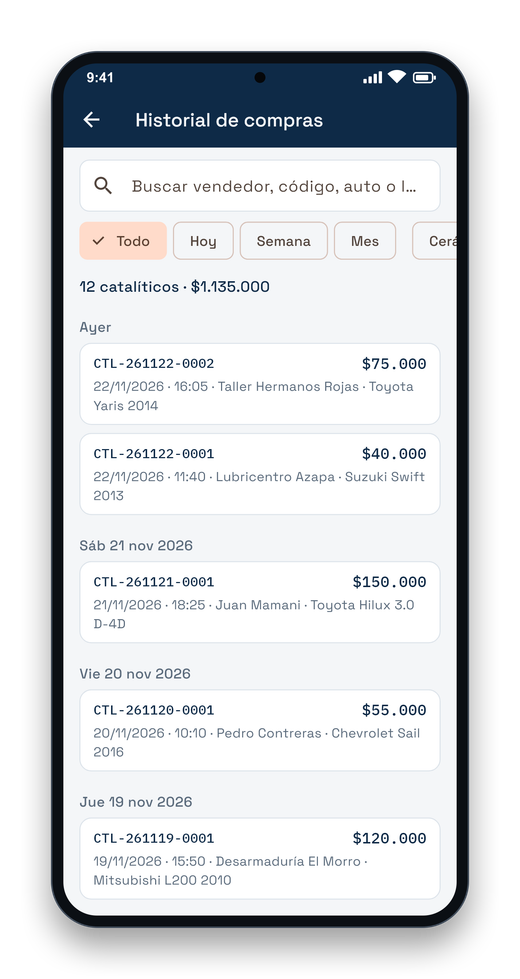 9:41
Historial de compras
Buscar vendedor, código, auto o l…
Todo
Hoy
Semana
Mes
Cerá
12 catalíticos · $1.135.000
Ayer
CTL-261122-0002 $75.000
22/11/2026 · 16:05 · Taller Hermanos Rojas · Toyota
Yaris 2014
CTL-261122-0001 $40.000
22/11/2026 · 11:40 · Lubricentro Azapa · Suzuki Swift
2013
Sáb 21 nov 2026
CTL-261121-0001 $150.000
21/11/2026 · 18:25 · Juan Mamani · Toyota Hilux 3.0
D-4D
Vie 20 nov 2026
CTL-261120-0001 $55.000
20/11/2026 · 10:10 · Pedro Contreras · Chevrolet Sail
2016
Jue 19 nov 2026
CTL-261119-0001 $120.000
19/11/2026 · 15:50 · Desarmaduría El Morro ·
Mitsubishi L200 2010